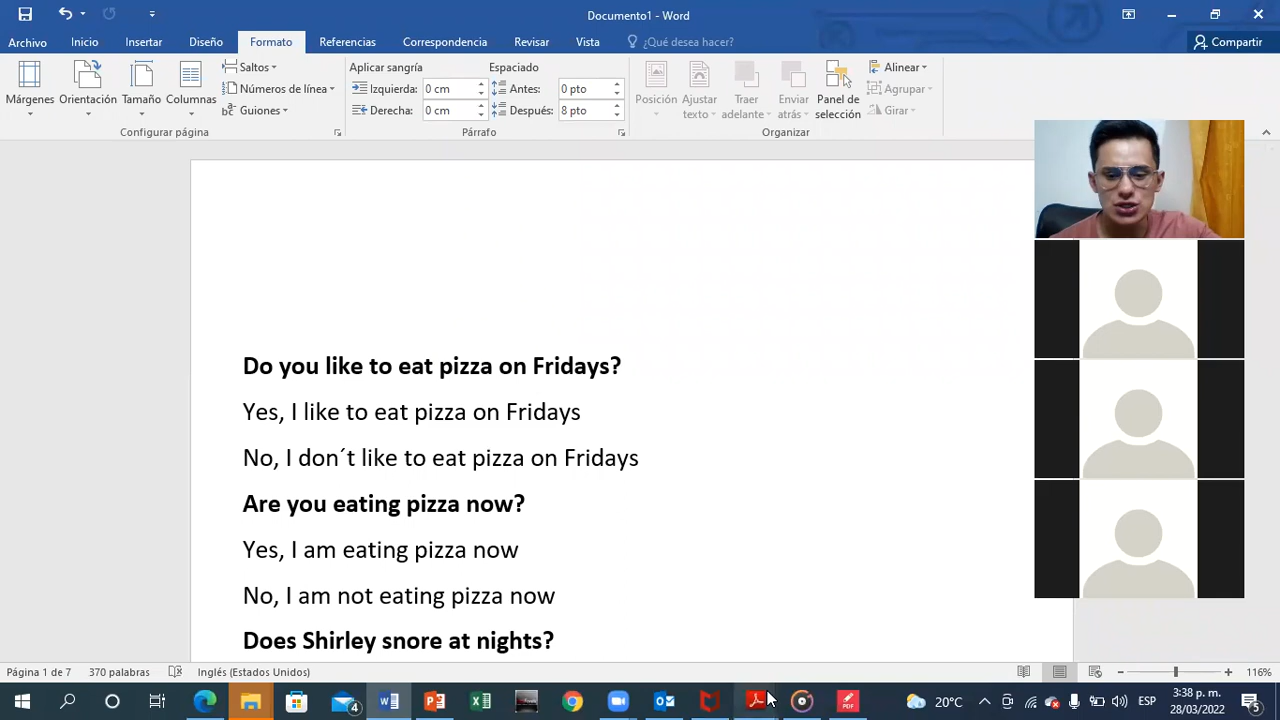 Documento1 - Word
Archivo Inicio Insertar Diseño Formato Referencias Correspondencia Revisar Vista ¿Qué desea hacer? Compartir
Márgenes Orientación Tamaño Columnas
Saltos
Números de línea
Guiones
Configurar página
Aplicar sangría Espaciado
Izquierda: 0 cm Antes: 0 pto
Derecha: 0 cm Después: 8 pto
Párrafo
Posición Ajustar texto Traer adelante Enviar atrás Panel de selección
Alinear
Agrupar
Girar
Organizar
Do you like to eat pizza on Fridays?
Yes, I like to eat pizza on Fridays
No, I don´t like to eat pizza on Fridays
Are you eating pizza now?
Yes, I am eating pizza now
No, I am not eating pizza now
Does Shirley snore at nights?
Página 1 de 7 370 palabras Inglés (Estados Unidos) 116%
4
PDF
20°C ESP 3:38 p. m.
28/03/2022 5